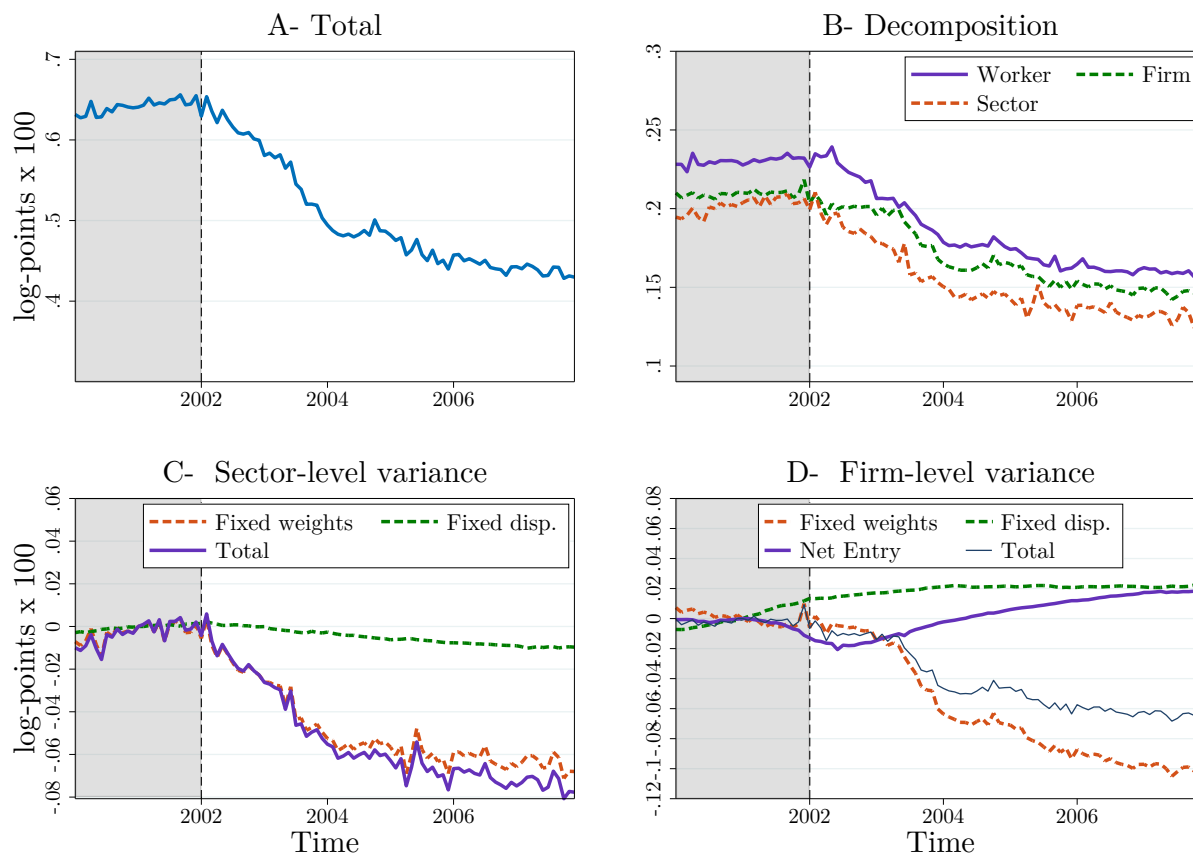 A- Total
log-points x 100
.7
.6
.5
.4
2002 2004 2006
B- Decomposition
Worker Firm
Sector
.3
.25
.2
.15
.1
2002 2004 2006
C- Sector-level variance
Fixed weights Fixed disp.
Total
log-points x 100
.06
.04
.02
0
-.02
-.04
-.06
-.08
2002 2004 2006
Time
D- Firm-level variance
Fixed weights Fixed disp.
Net Entry Total
.08
.06
.04
.02
0
-.02
-.04
-.06
-.08
-.1
-.12
2002 2004 2006
Time